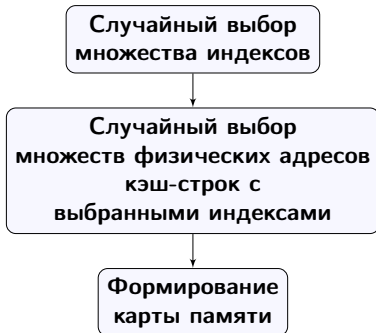 Случайный выбор
множества индексов
Случайный выбор
множеств физических адресов
кэш-строк с
выбранными индексами
Формирование
карты памяти